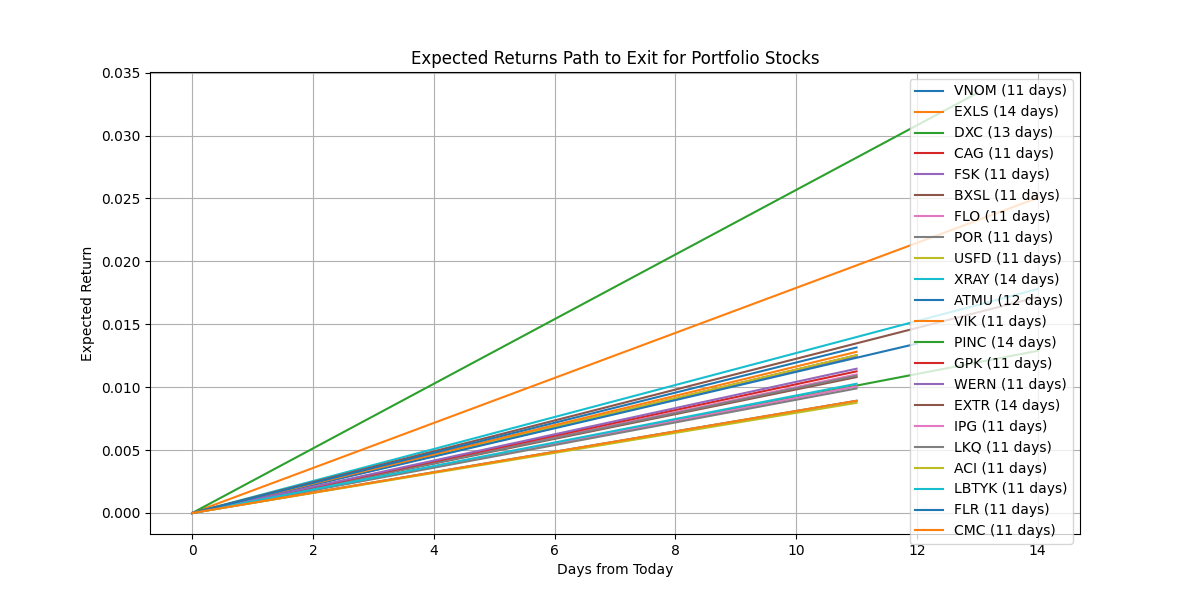 Expected Returns Path to Exit for Portfolio Stocks
Expected Return
0.035
0.030
0.025
0.020
0.015
0.010
0.005
0.000
VNOM (11 days)
EXLS (14 days)
DXC (13 days)
CAG (11 days)
FSK (11 days)
BXSL (11 days)
FLO (11 days)
POR (11 days)
USFD (11 days)
XRAY (14 days)
ATMU (12 days)
VIK (11 days)
PINC (14 days)
GPK (11 days)
WERN (11 days)
EXTR (14 days)
IPG (11 days)
LKQ (11 days)
ACI (11 days)
LBTYK (11 days)
FLR (11 days)
CMC (11 days)
0 2 4 6 8 10 12 14
Days from Today